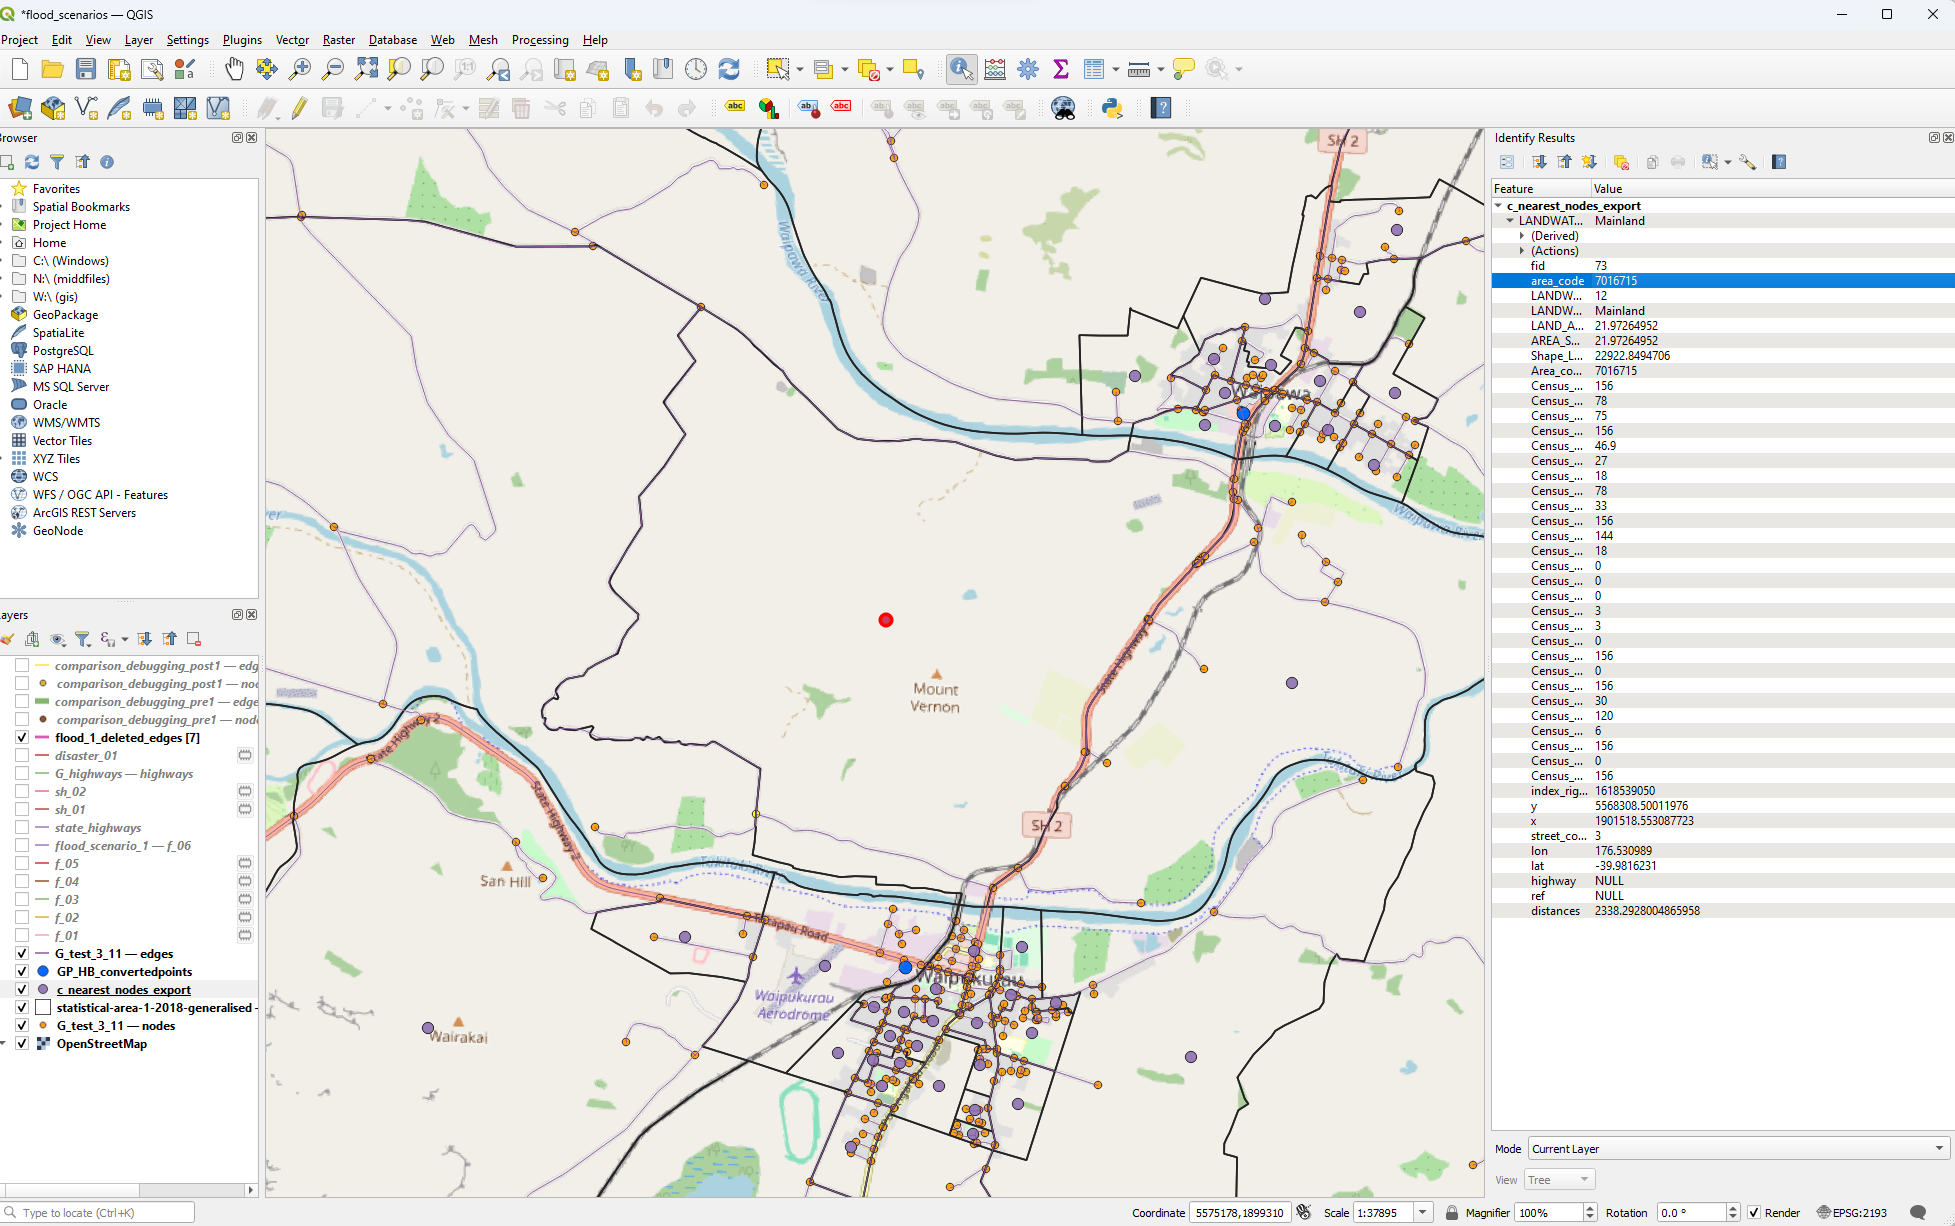 *flood_scenarios — QGIS
Project Edit View Layer Settings Plugins Vector Raster Database Web Mesh Processing Help
Browser
Favorites
Spatial Bookmarks
Project Home
Home
C:\ (Windows)
N:\ (middfiles)
W:\ (gis)
GeoPackage
SpatiaLite
PostgreSQL
SAP HANA
MS SQL Server
Oracle
WMS/WMTS
Vector Tiles
XYZ Tiles
WCS
WFS / OGC API - Features
ArcGIS REST Servers
GeoNode
ayers
comparison_debugging_post1 — edg
comparison_debugging_post1 — noc
comparison_debugging_pre1 — edge
comparison_debugging_pre1 — node
flood_1_deleted_edges [7]
disaster_01
G_highways — highways
sh_02
sh_01
state_highways
flood_scenario_1 — f_06
f_05
f_04
f_03
f_02
f_01
G_test_3_11 — edges
GP_HB_convertedpoints
c_nearest_nodes_export
statistical-area-1-2018-generalised -
G_test_3_11 — nodes
OpenStreetMap
Type to locate (Ctrl+K)
SH 2
Waipawa River
Waipawa
Waipawa River
State Highway 2
Mount
Vernon
State Highway 2
State Highway 2
Tukituki River
SH 2
San Hill
Tukituki River
Takapau Road
Waipukurau
Waipukurau
Aerodrome
Wairakai
Identify Results
Feature Value
c_nearest_nodes_export
LANDWAT... Mainland
(Derived)
(Actions)
fid 73
area_code 7016715
LANDW... 12
LANDW... Mainland
LAND_A... 21.97264952
AREA_S... 21.97264952
Shape_L... 22922.8494706
Area_co... 7016715
Census_... 156
Census_... 78
Census_... 75
Census_... 156
Census_... 46.9
Census_... 27
Census_... 18
Census_... 78
Census_... 33
Census_... 156
Census_... 144
Census_... 18
Census_... 0
Census_... 0
Census_... 0
Census_... 3
Census_... 3
Census_... 0
Census_... 156
Census_... 0
Census_... 156
Census_... 30
Census_... 120
Census_... 6
Census_... 156
Census_... 0
Census_... 156
index_rig... 1618539050
y 5568308.50011976
x 1901518.553087723
street_co... 3
lon 176.530989
lat -39.9816231
highway NULL
ref NULL
distances 2338.2928004865958
Mode Current Layer
View Tree
Coordinate 5575178,1899310 Scale 1:37895 Magnifier 100% Rotation 0.0 ° Render EPSG:2193